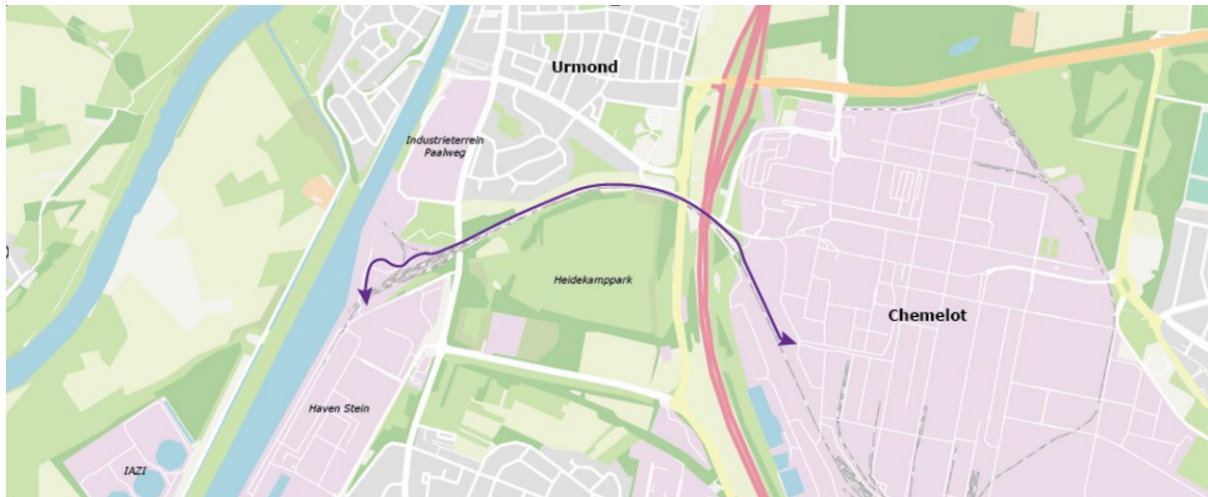 Urmond
Industrieterrein
Paalweg
Heidekamppark
Chemelot
Haven Stein
IAZI